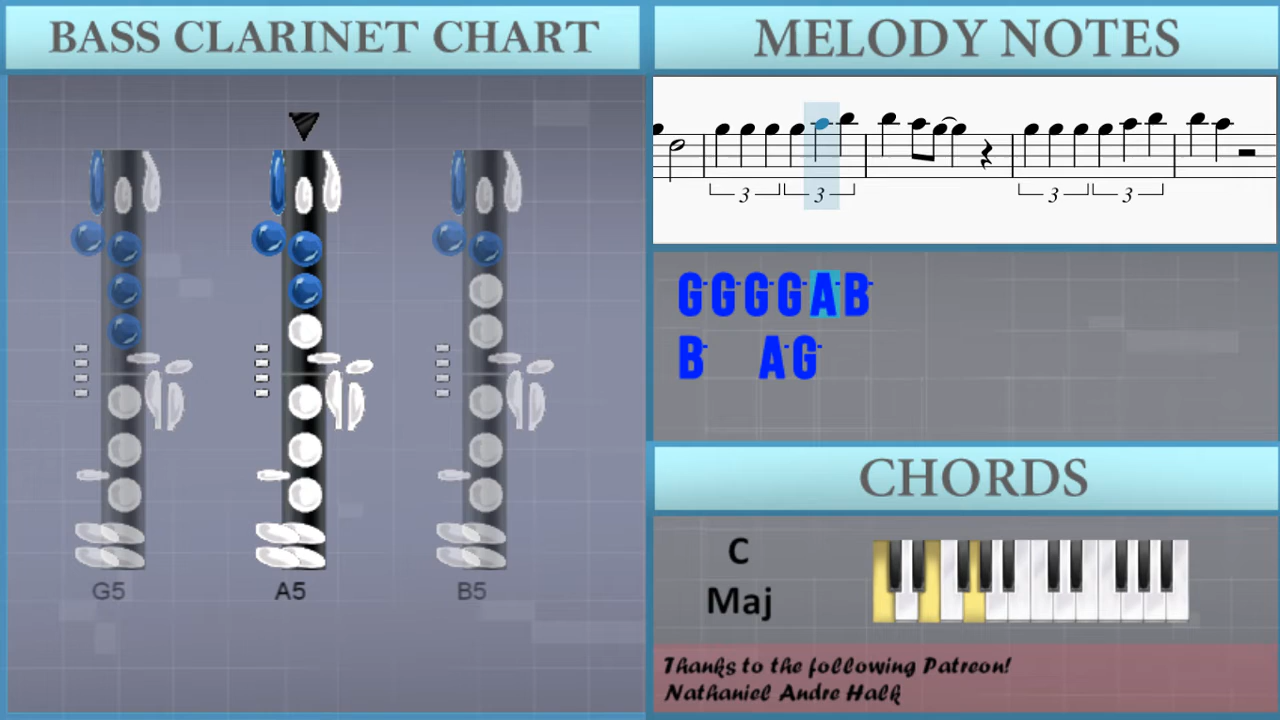 BASS CLARINET CHART
G5 A5 B5
MELODY NOTES
3 3 3 3
G G G G A B
B A G
CHORDS
C
Maj
Thanks to the following Patreon!
Nathaniel Andre Halk